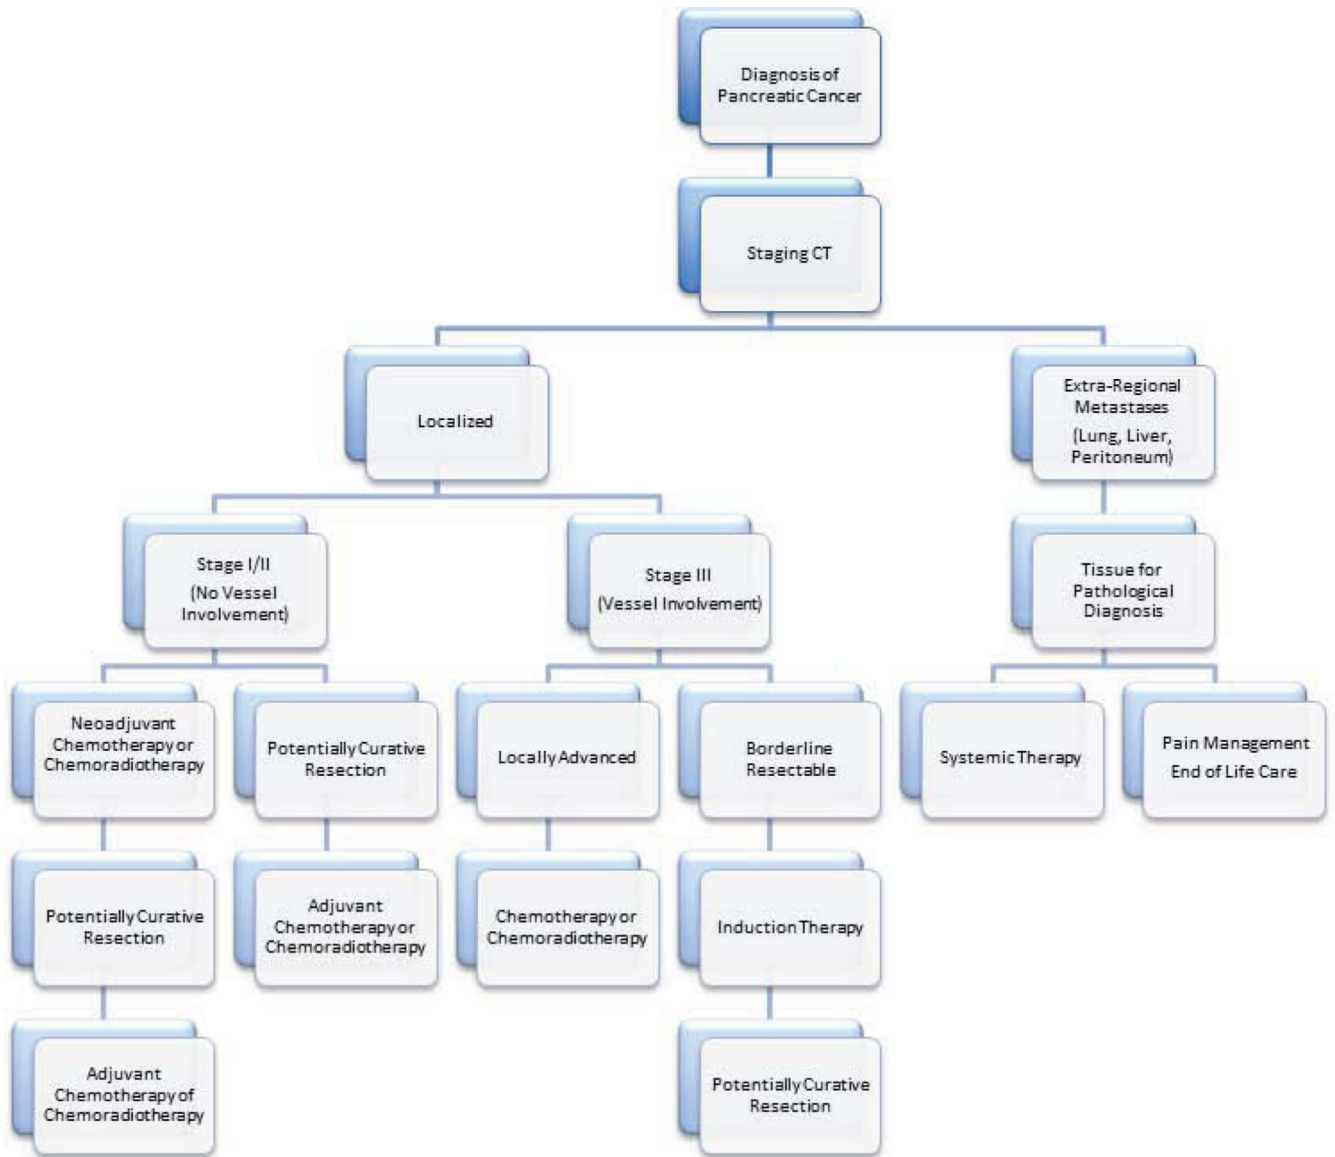 Diagnosis of
Pancreatic Cancer
Staging CT
Localized
Extra-Regional
Metastases
(Lung, Liver,
Peritoneum)
Stage I/II
(No Vessel
Involvement)
Stage III
(Vessel Involvement)
Tissue for
Pathological
Diagnosis
Neoadjuvant
Chemotherapy or
Chemoradiotherapy
Potentially Curative
Resection
Locally Advanced
Borderline
Resectable
Systemic Therapy
Pain Management
End of Life Care
Potentially Curative
Resection
Adjuvant
Chemotherapy or
Chemoradiotherapy
Chemotherapy or
Chemoradiotherapy
Induction Therapy
Adjuvant
Chemotherapy of
Chemoradiotherapy
Potentially Curative
Resection